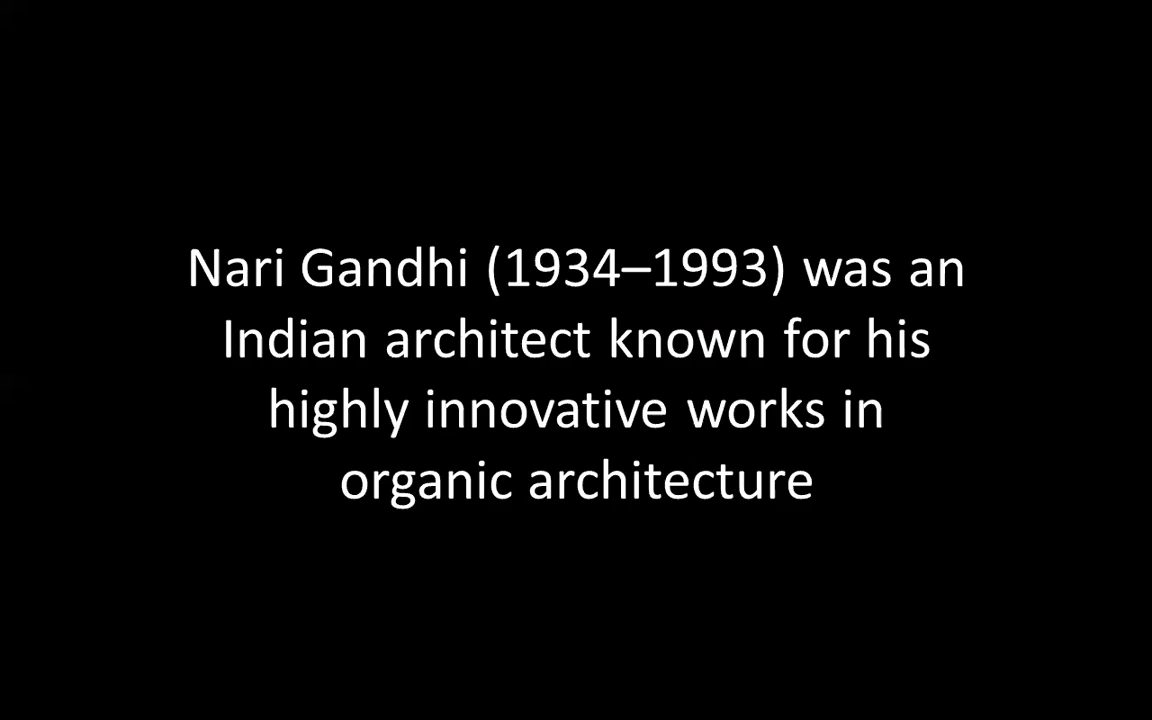 Nari Gandhi (1934–1993) was an
Indian architect known for his
highly innovative works in
organic architecture